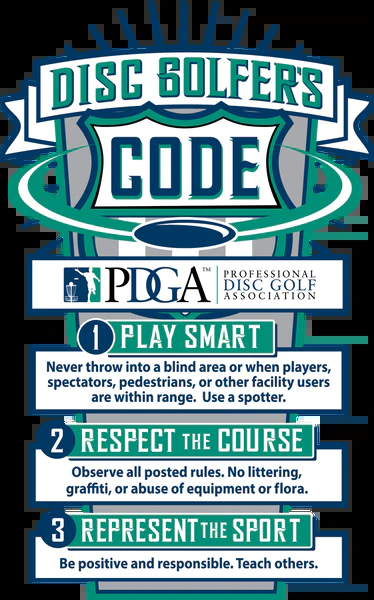 DISC GOLFER'S
CODE
PDGA™ PROFESSIONAL
DISC GOLF
ASSOCIATION
1 PLAY SMART
Never throw into a blind area or when players,
spectators, pedestrians, or other facility users
are within range. Use a spotter.
2 RESPECT THE COURSE
Observe all posted rules. No littering,
graffiti, or abuse of equipment or flora.
3 REPRESENT THE SPORT
Be positive and responsible. Teach others.